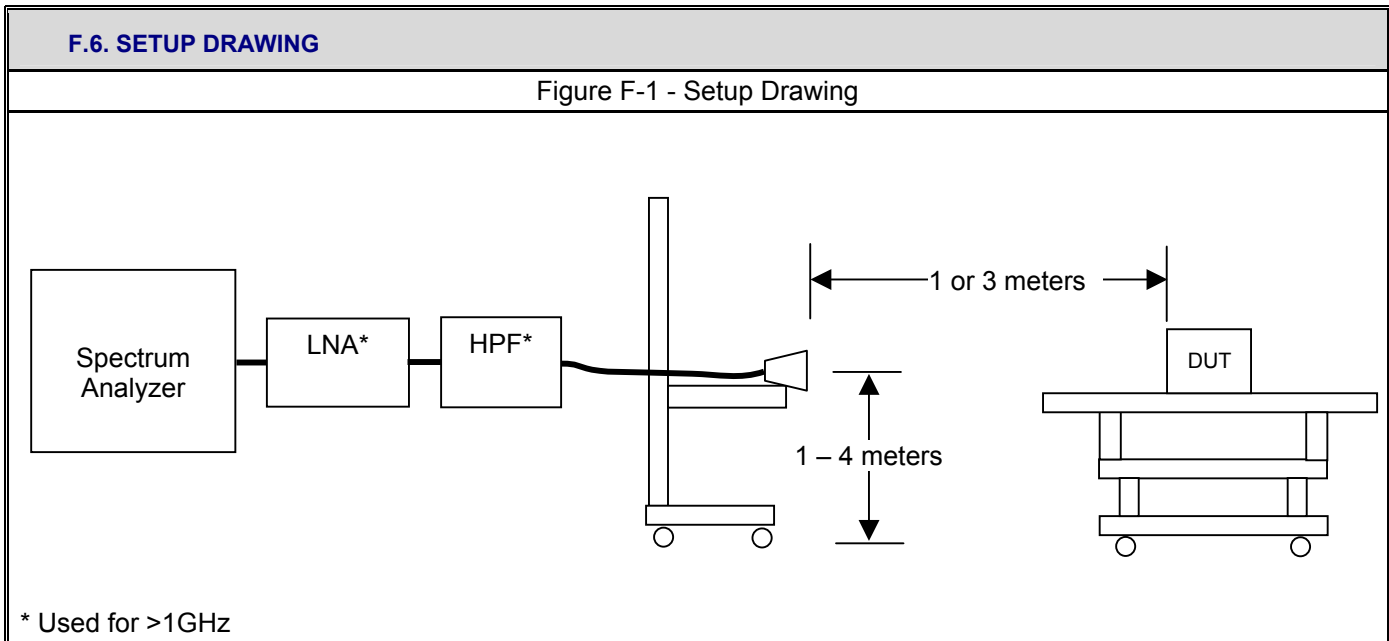 F.6. SETUP DRAWING
Figure F-1 - Setup Drawing
1 or 3 meters
Spectrum
Analyzer
LNA*
HPF*
DUT
1 – 4 meters
* Used for >1GHz